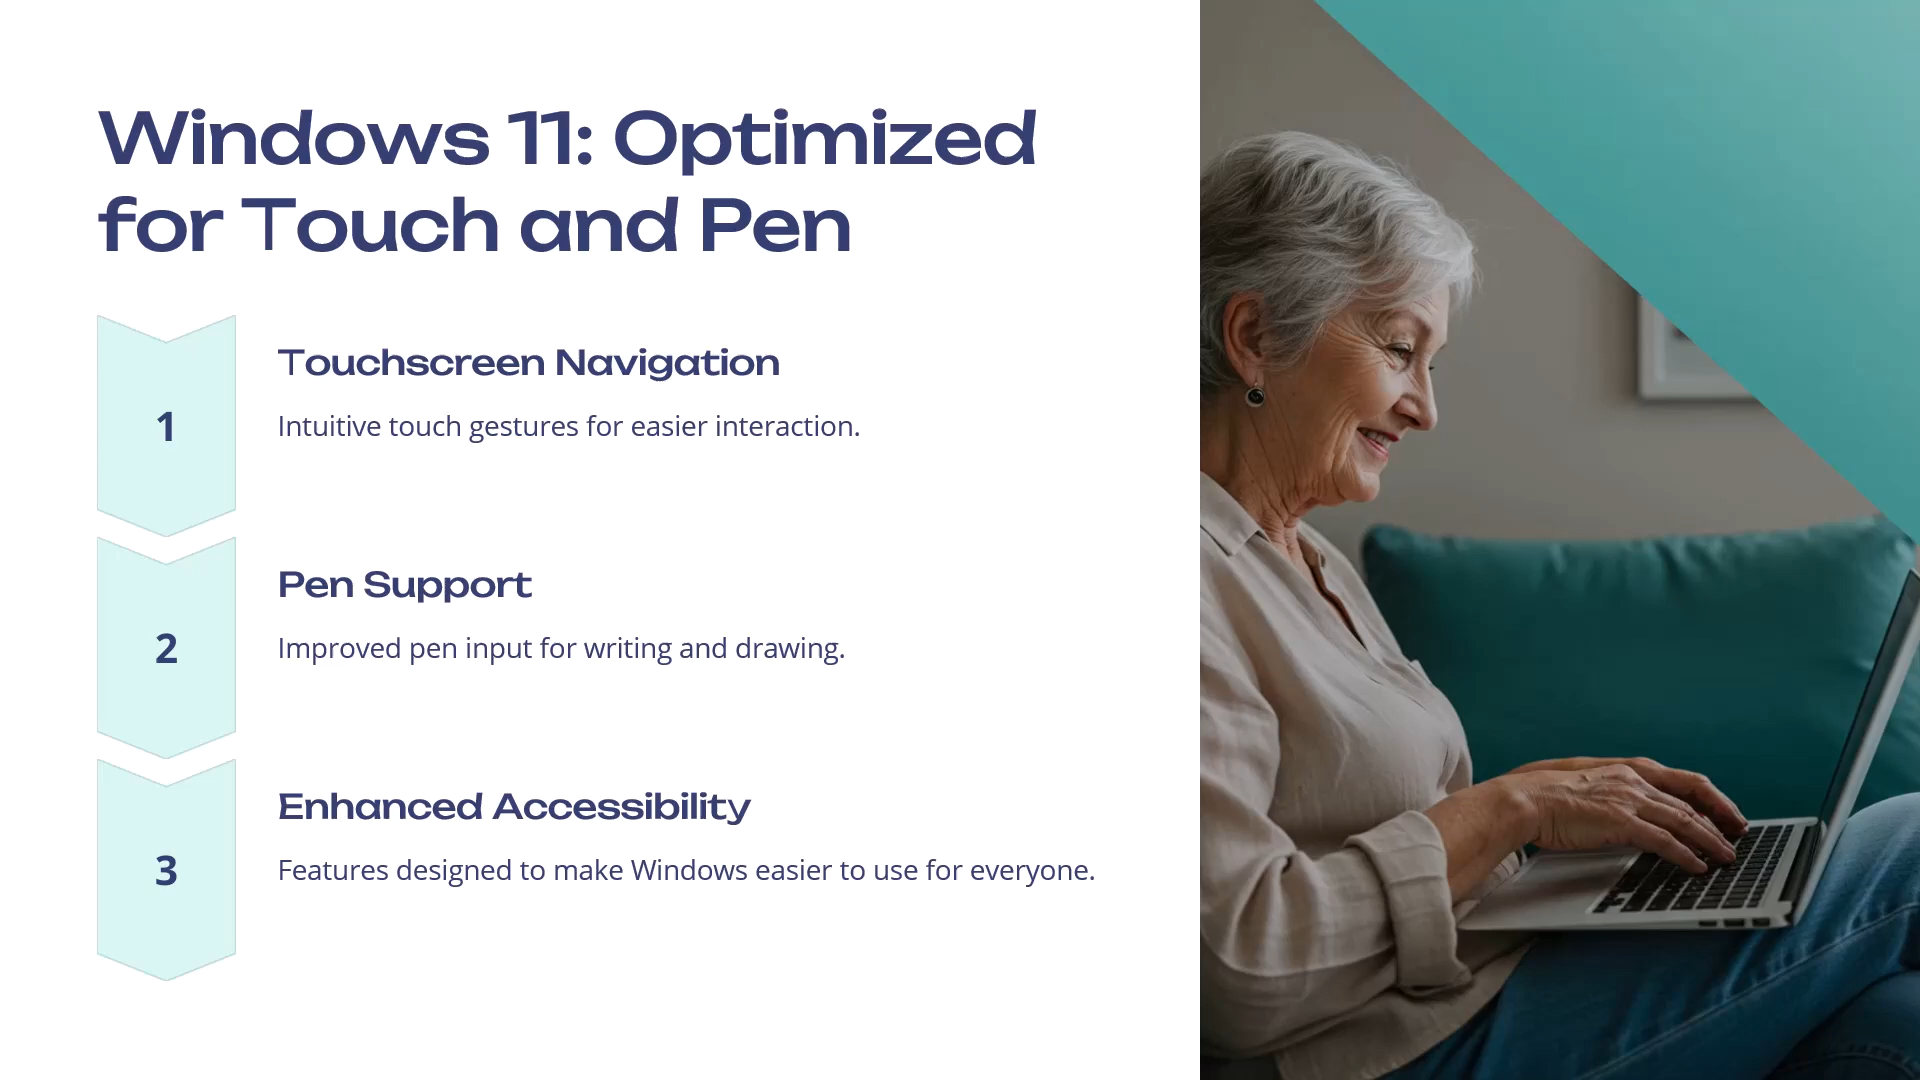 Windows 11: Optimized
for Touch and Pen
1
Touchscreen Navigation
Intuitive touch gestures for easier interaction.
2
Pen Support
Improved pen input for writing and drawing.
3
Enhanced Accessibility
Features designed to make Windows easier to use for everyone.